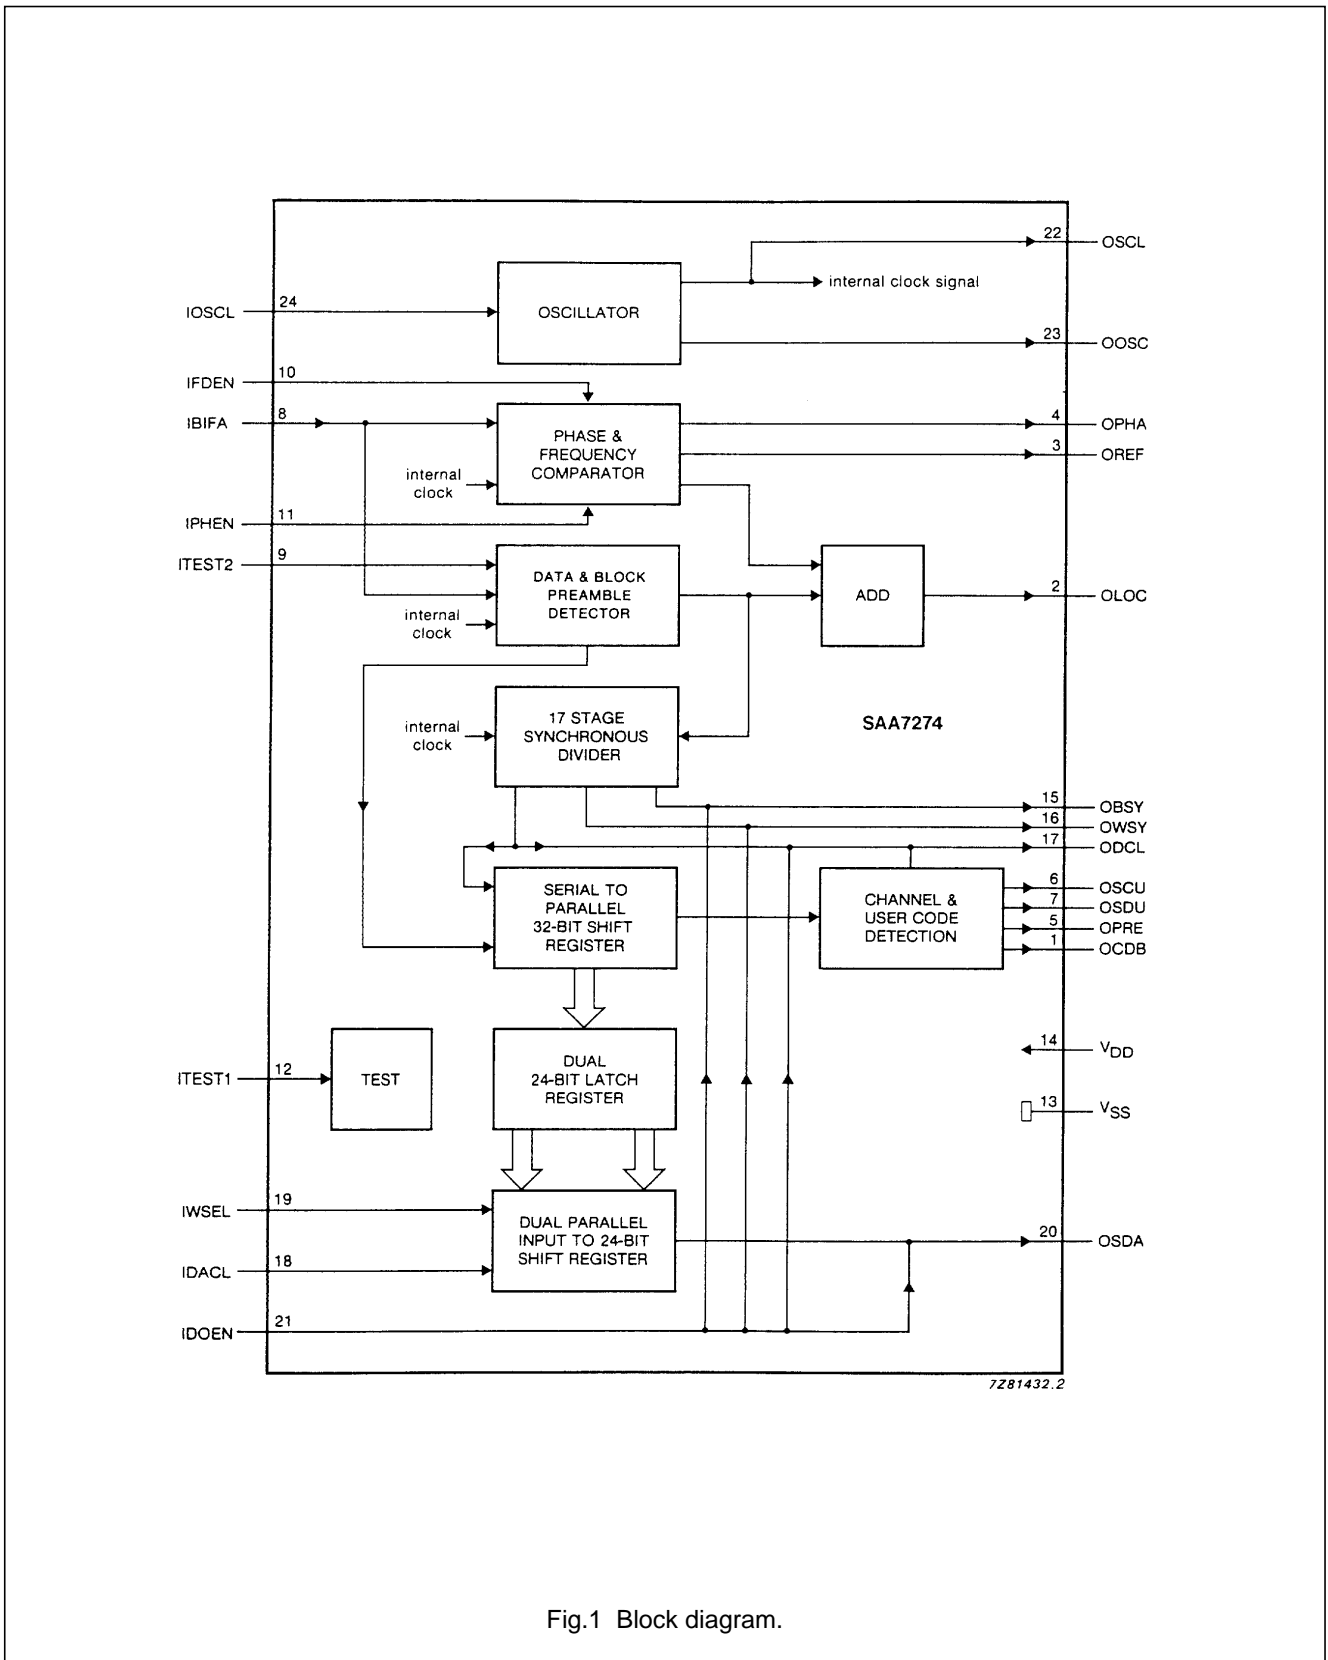 22
OSCL
internal clock signal
IOSCL
24
OSCILLATOR
23
OOSC
IFDEN
10
IBIFA
8
PHASE &
FREQUENCY
COMPARATOR
4
OPHA
3
OREF
internal
clock
IPHEN
11
ITEST2
9
DATA & BLOCK
PREAMBLE
DETECTOR
ADD
2
OLOC
internal
clock
17 STAGE
SYNCHRONOUS
DIVIDER
internal
clock
SAA7274
15
OBSY
16
OWSY
17
ODCL
SERIAL TO
PARALLEL
32-BIT SHIFT
REGISTER
CHANNEL &
USER CODE
DETECTION
6
OSCU
7
OSDU
5
OPRE
1
OCDB
DUAL
24-BIT LATCH
REGISTER
14
VDD
ITEST1
12
TEST
13
VSS
IWSEL
19
DUAL PARALLEL
INPUT TO 24-BIT
SHIFT REGISTER
20
OSDA
IDACL
18
IDOEN
21
7Z81432.2
Fig.1 Block diagram.